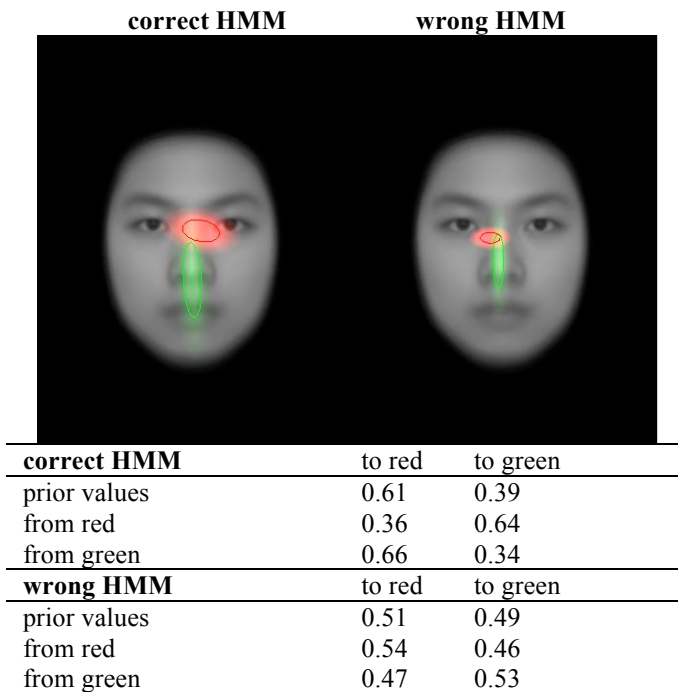 correct HMM wrong HMM
correct HMM to red to green
prior values 0.61 0.39
from red 0.36 0.64
from green 0.66 0.34
wrong HMM to red to green
prior values 0.51 0.49
from red 0.54 0.46
from green 0.47 0.53